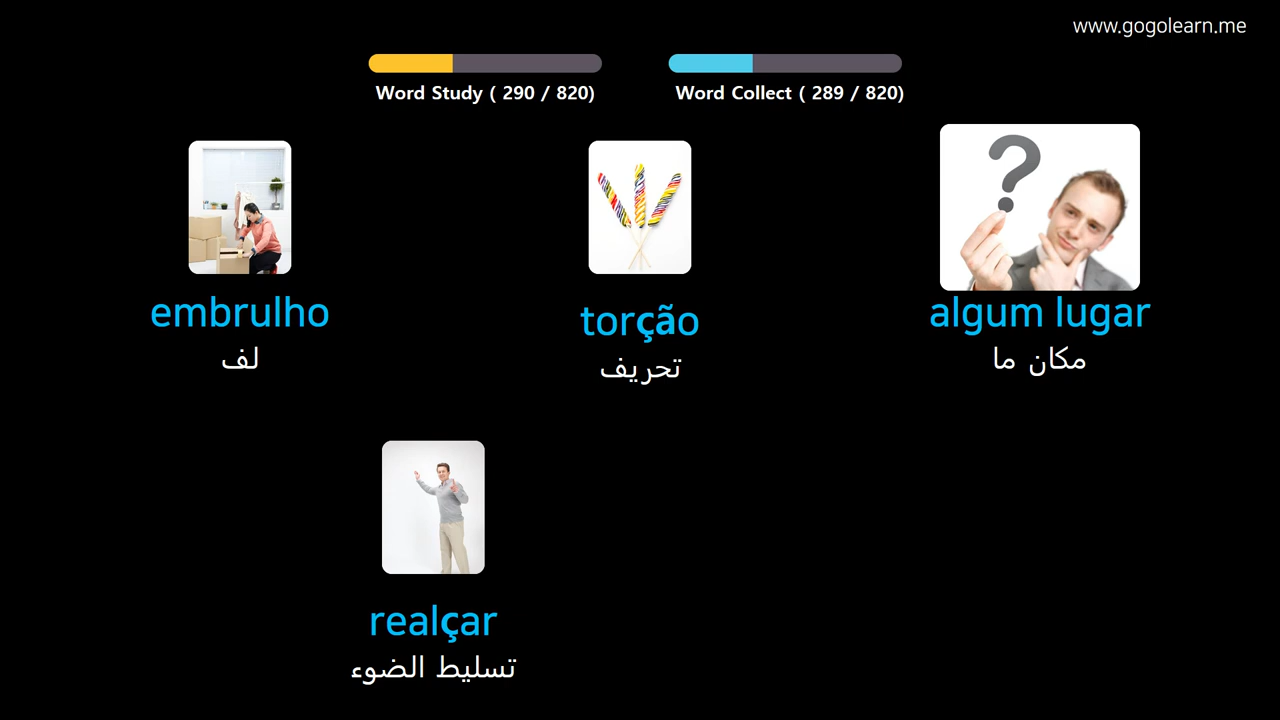 www.gogolearn.me
Word Study ( 290 / 820)
Word Collect ( 289 / 820)
embrulho
لف
torção
تحريف
algum lugar
مكان ما
realçar
تسليط الضوء